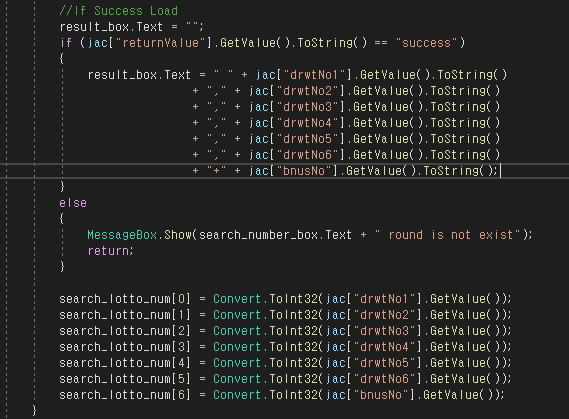 //If Success Load
result_box.Text = "";
if (jac["returnValue"].GetValue().ToString() == "success")
{
result_box.Text = " " + jac["drwtNo1"].GetValue().ToString()
+ "," + jac["drwtNo2"].GetValue().ToString()
+ "," + jac["drwtNo3"].GetValue().ToString()
+ "," + jac["drwtNo4"].GetValue().ToString()
+ "," + jac["drwtNo5"].GetValue().ToString()
+ "," + jac["drwtNo6"].GetValue().ToString()
+ "+" + jac["bnusNo"].GetValue().ToString();
}
else
{
MessageBox.Show(search_number_box.Text + " round is not exist");
return;
}
search_lotto_num[0] = Convert.ToInt32(jac["drwtNo1"].GetValue());
search_lotto_num[1] = Convert.ToInt32(jac["drwtNo2"].GetValue());
search_lotto_num[2] = Convert.ToInt32(jac["drwtNo3"].GetValue());
search_lotto_num[3] = Convert.ToInt32(jac["drwtNo4"].GetValue());
search_lotto_num[4] = Convert.ToInt32(jac["drwtNo5"].GetValue());
search_lotto_num[5] = Convert.ToInt32(jac["drwtNo6"].GetValue());
search_lotto_num[6] = Convert.ToInt32(jac["bnusNo"].GetValue());
}